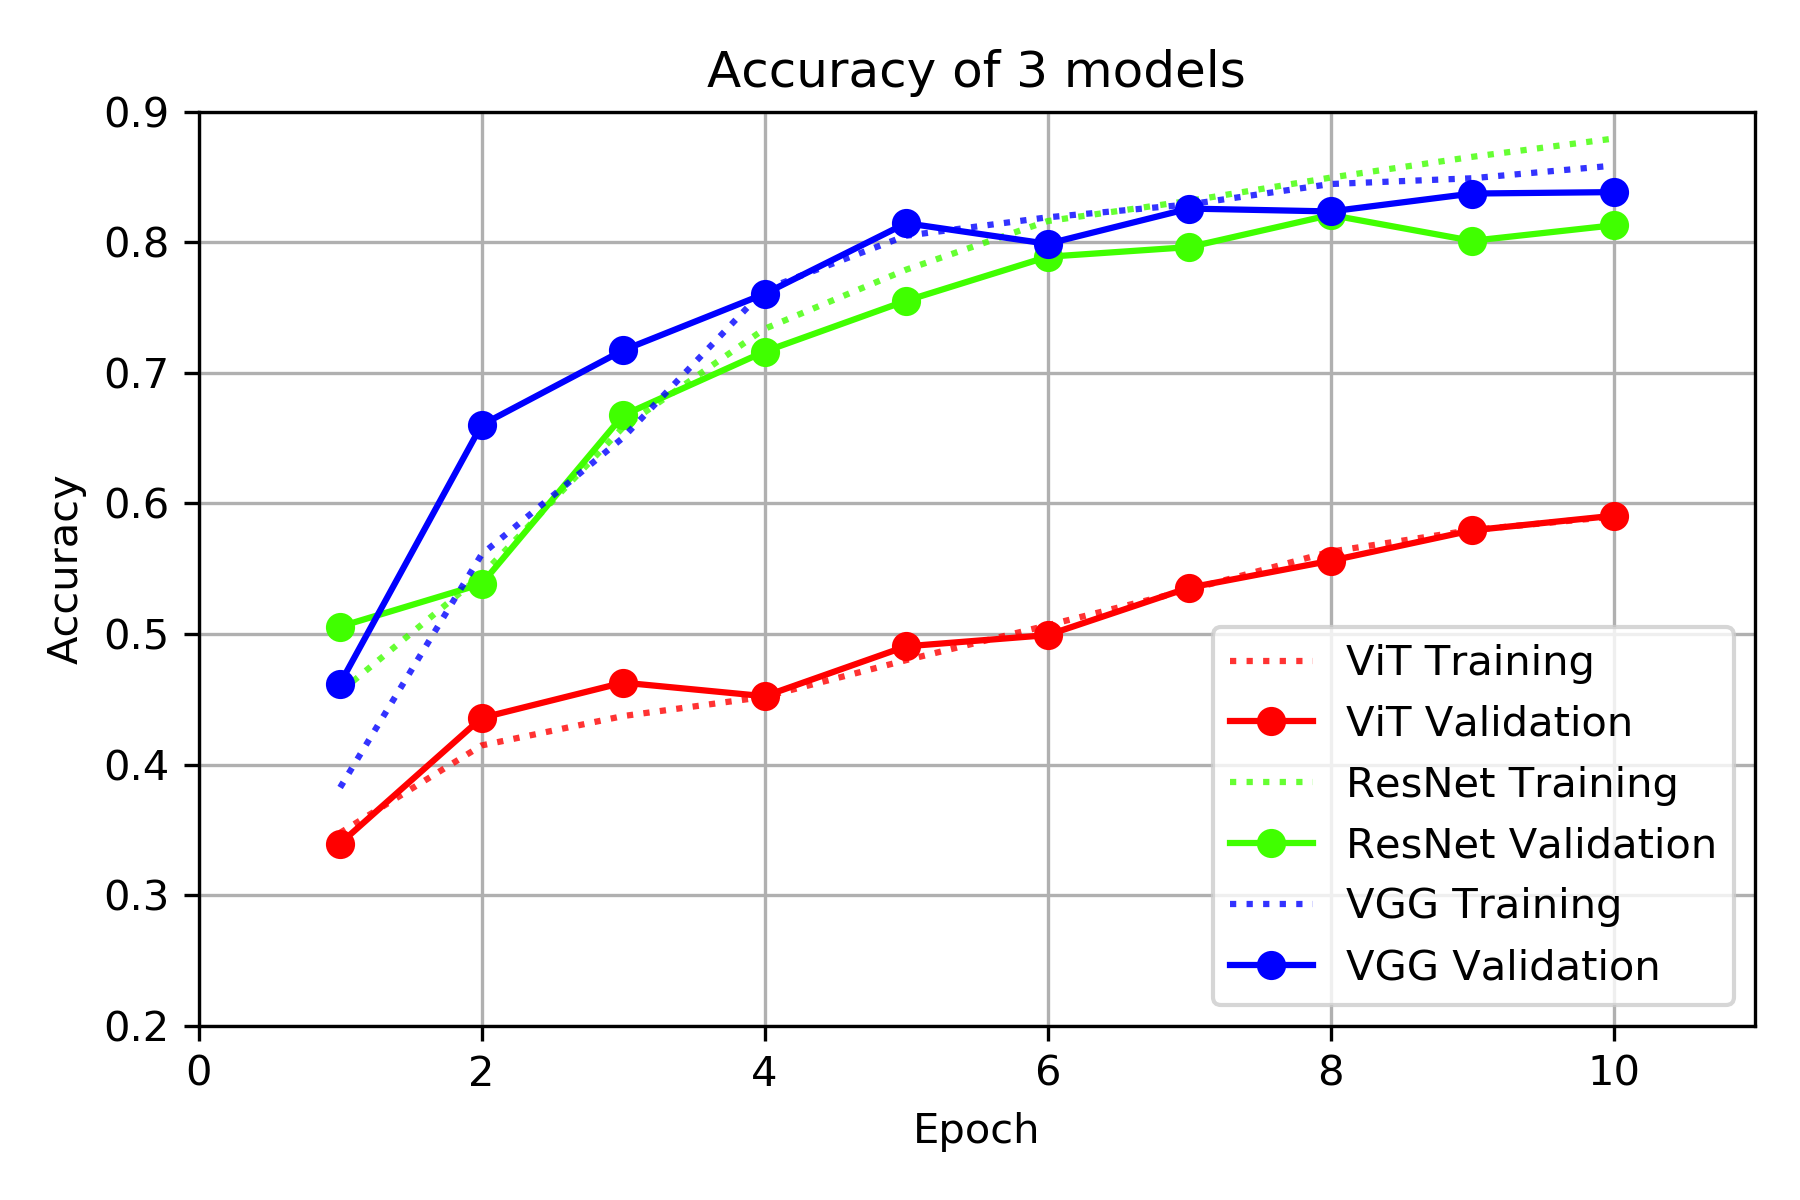 Accuracy of 3 models
0.9
0.8
0.7
0.6
0.5
0.4
0.3
0.2
Accuracy
0
2
4
6
8
10
Epoch
ViT Training
ViT Validation
ResNet Training
ResNet Validation
VGG Training
VGG Validation